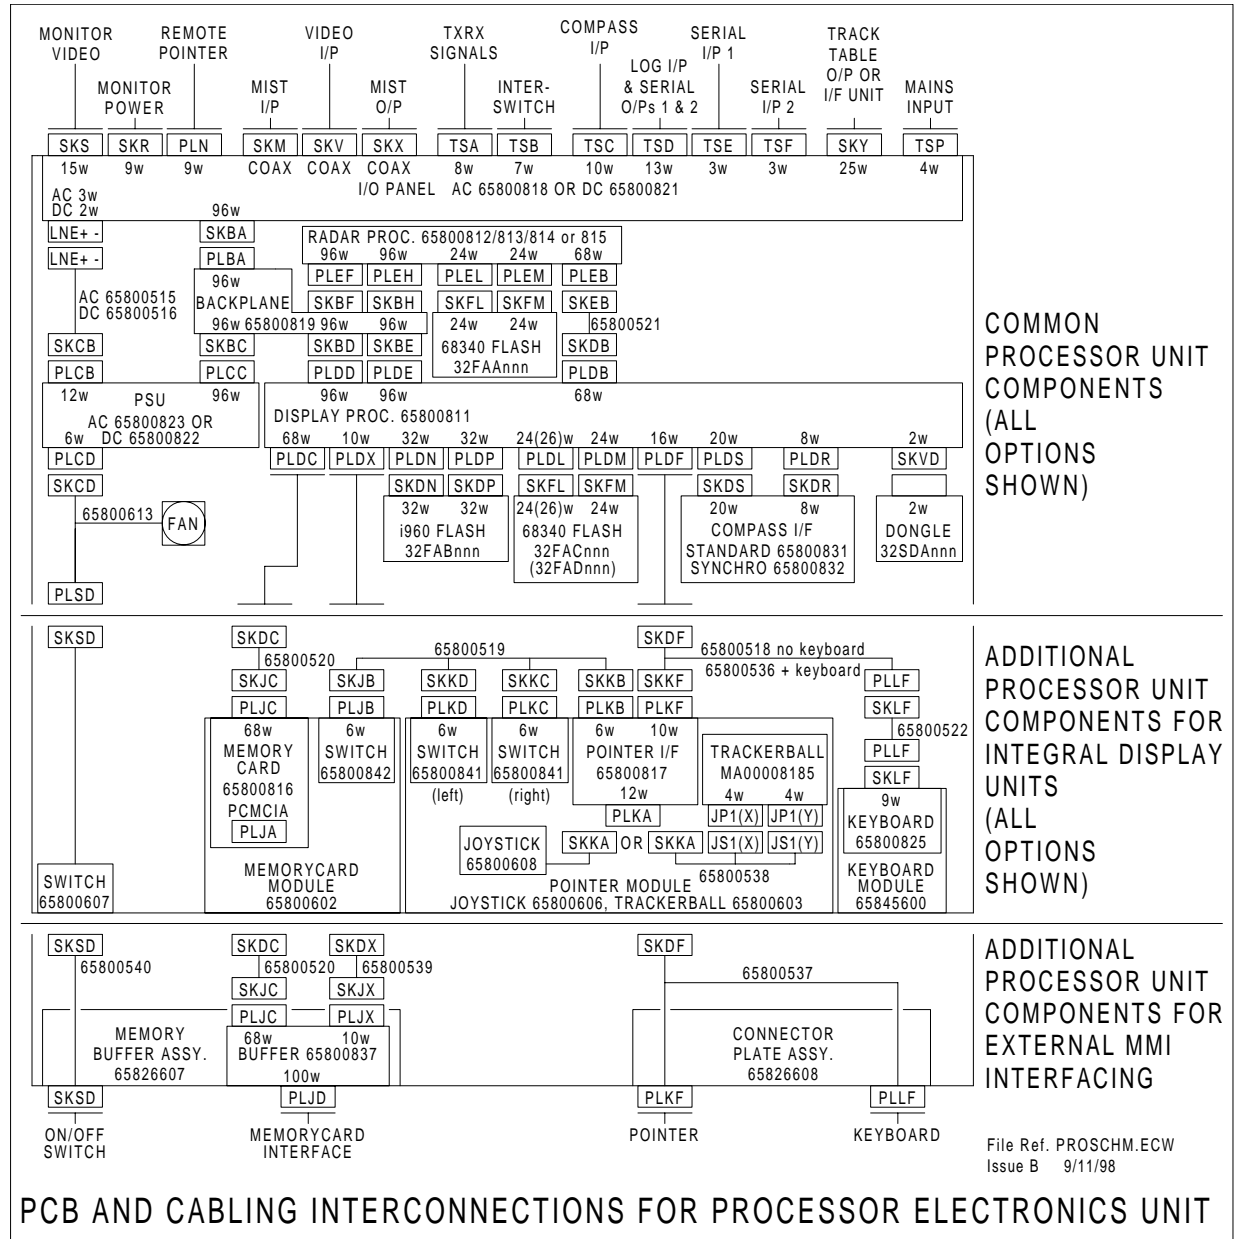 MONITOR VIDEO
REMOTE POINTER
VIDEO I/P
TXRX SIGNALS
COMPASS I/P
SERIAL I/P 1
TRACK TABLE O/P OR I/F UNIT
MONITOR POWER
MIST I/P
MIST O/P
INTER-SWITCH
LOG I/P & SERIAL O/Ps 1 & 2
SERIAL I/P 2
MAINS INPUT
SKS SKR PLN SKM SKV SKX TSA TSB TSC TSD TSE TSF SKY TSP
15w 9w 9w COAX COAX COAX 8w 7w 10w 13w 3w 3w 25w 4w
I/O PANEL AC 65800818 OR DC 65800821
AC 3w
DC 2w
96w
LNE+ - SKBA
RADAR PROC. 65800812/813/814 or 815
96w 96w 24w 24w 68w
LNE+ - PLBA
PLEF PLEH PLEL PLEM PLEB
96w
BACKPLANE
AC 65800515
DC 65800516
SKBF SKBH SKFL SKFM SKEB
96w 65800819 96w 96w
24w 24w
65800521
SKCB SKBC SKBD SKBE
68340 FLASH
32FAAnnn
SKDB
PLCB PLCC PLDD PLDE PLDB
12w PSU 96w
AC 65800823 OR
DC 65800822
6w
96w 96w 68w
DISPLAY PROC. 65800811
68w 10w 32w 32w 24(26)w 24w 16w 20w 8w 2w
PLCD PLDC PLDX PLDN PLDP PLDL PLDM PLDF PLDS PLDR SKVD
SKCD SKDN SKDP SKFL SKFM SKDS SKDR
32w 32w 24(26)w 24w 20w 8w 2w
65800613
FAN
i960 FLASH
32FABnnn
68340 FLASH
32FACnnn
(32FADnnn)
COMPASS I/F
STANDARD 65800831
SYNCHRO 65800832
DONGLE
32SDAnnn
PLSD
COMMON
PROCESSOR UNIT
COMPONENTS
(ALL
OPTIONS
SHOWN)
SKSD SKDC SKDF
65800520
65800519
65800518 no keyboard
65800536 + keyboard
SKJC SKJB SKKD SKKC SKKB SKKF PLLF
PLJC PLJB PLKD PLKC PLKB PLKF SKLF
65800522
68w
MEMORY
CARD
65800816
PCMCIA
PLJA
6w
SWITCH
65800842
6w
SWITCH
65800841
(left)
6w
SWITCH
65800841
(right)
6w 10w
POINTER I/F
65800817
12w
PLKA
TRACKERBALL
MA00008185
4w 4w
JP1(X) JP1(Y)
PLLF
SKLF
9w
KEYBOARD
65800825
JOYSTICK
65800608
SKKA OR SKKA JS1(X) JS1(Y)
65800538
SWITCH
65800607
MEMORYCARD
MODULE
65800602
POINTER MODULE
JOYSTICK 65800606, TRACKERBALL 65800603
KEYBOARD
MODULE
65845600
ADDITIONAL
PROCESSOR UNIT
COMPONENTS FOR
INTEGRAL DISPLAY
UNITS
(ALL
OPTIONS
SHOWN)
SKSD SKDC SKDX SKDF
65800540 65800520 65800539 65800537
SKJC SKJX
PLJC PLJX
MEMORY
BUFFER ASSY.
65826607
68w 10w
BUFFER 65800837
100w
CONNECTOR
PLATE ASSY.
65826608
SKSD PLJD PLKF PLLF
ON/OFF
SWITCH
MEMORYCARD
INTERFACE
POINTER
KEYBOARD
ADDITIONAL
PROCESSOR UNIT
COMPONENTS FOR
EXTERNAL MMI
INTERFACING
File Ref. PROSCHM.ECW
Issue B 9/11/98
PCB AND CABLING INTERCONNECTIONS FOR PROCESSOR ELECTRONICS UNIT